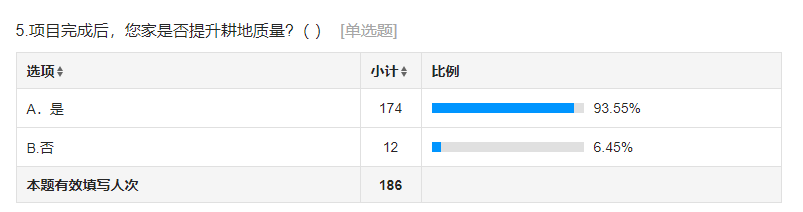 5.项目完成后，您家是否提升耕地质量?（ ） [单选题]
选项 小计 比例
A．是 174 93.55%
B.否 12 6.45%
本题有效填写人次 186